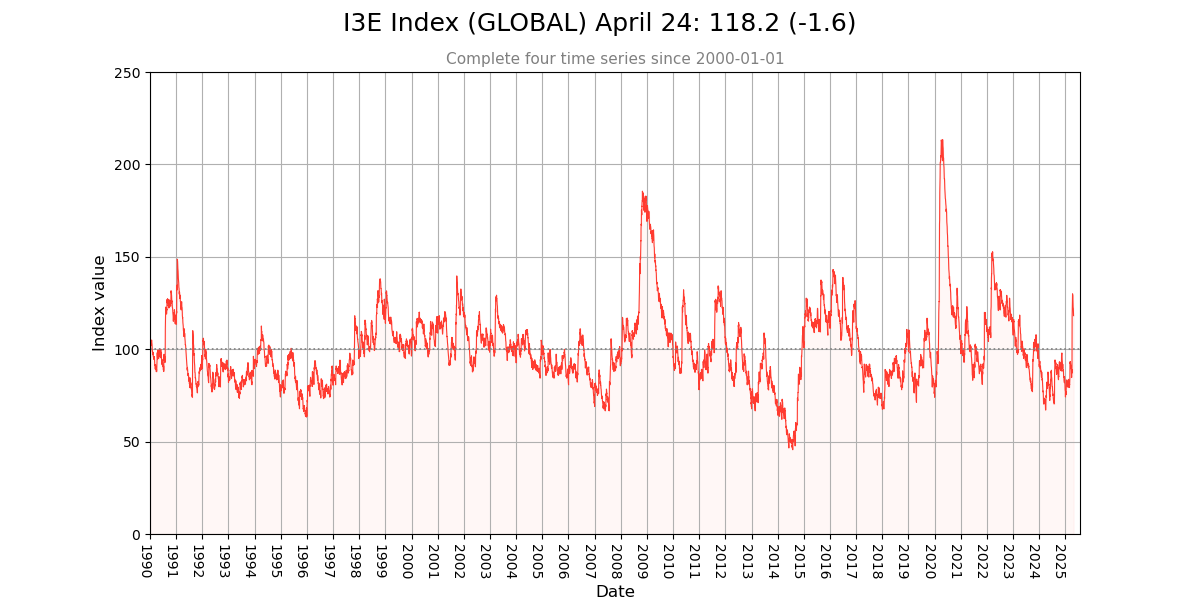 I3E Index (GLOBAL) April 24: 118.2 (-1.6)
Complete four time series since 2000-01-01
250
200
150
100
50
0
Index value
1990 1991 1992 1993 1994 1995 1996 1997 1998 1999 2000 2001 2002 2003 2004 2005 2006 2007 2008 2009 2010 2011 2012 2013 2014 2015 2016 2017 2018 2019 2020 2021 2022 2023 2024 2025
Date